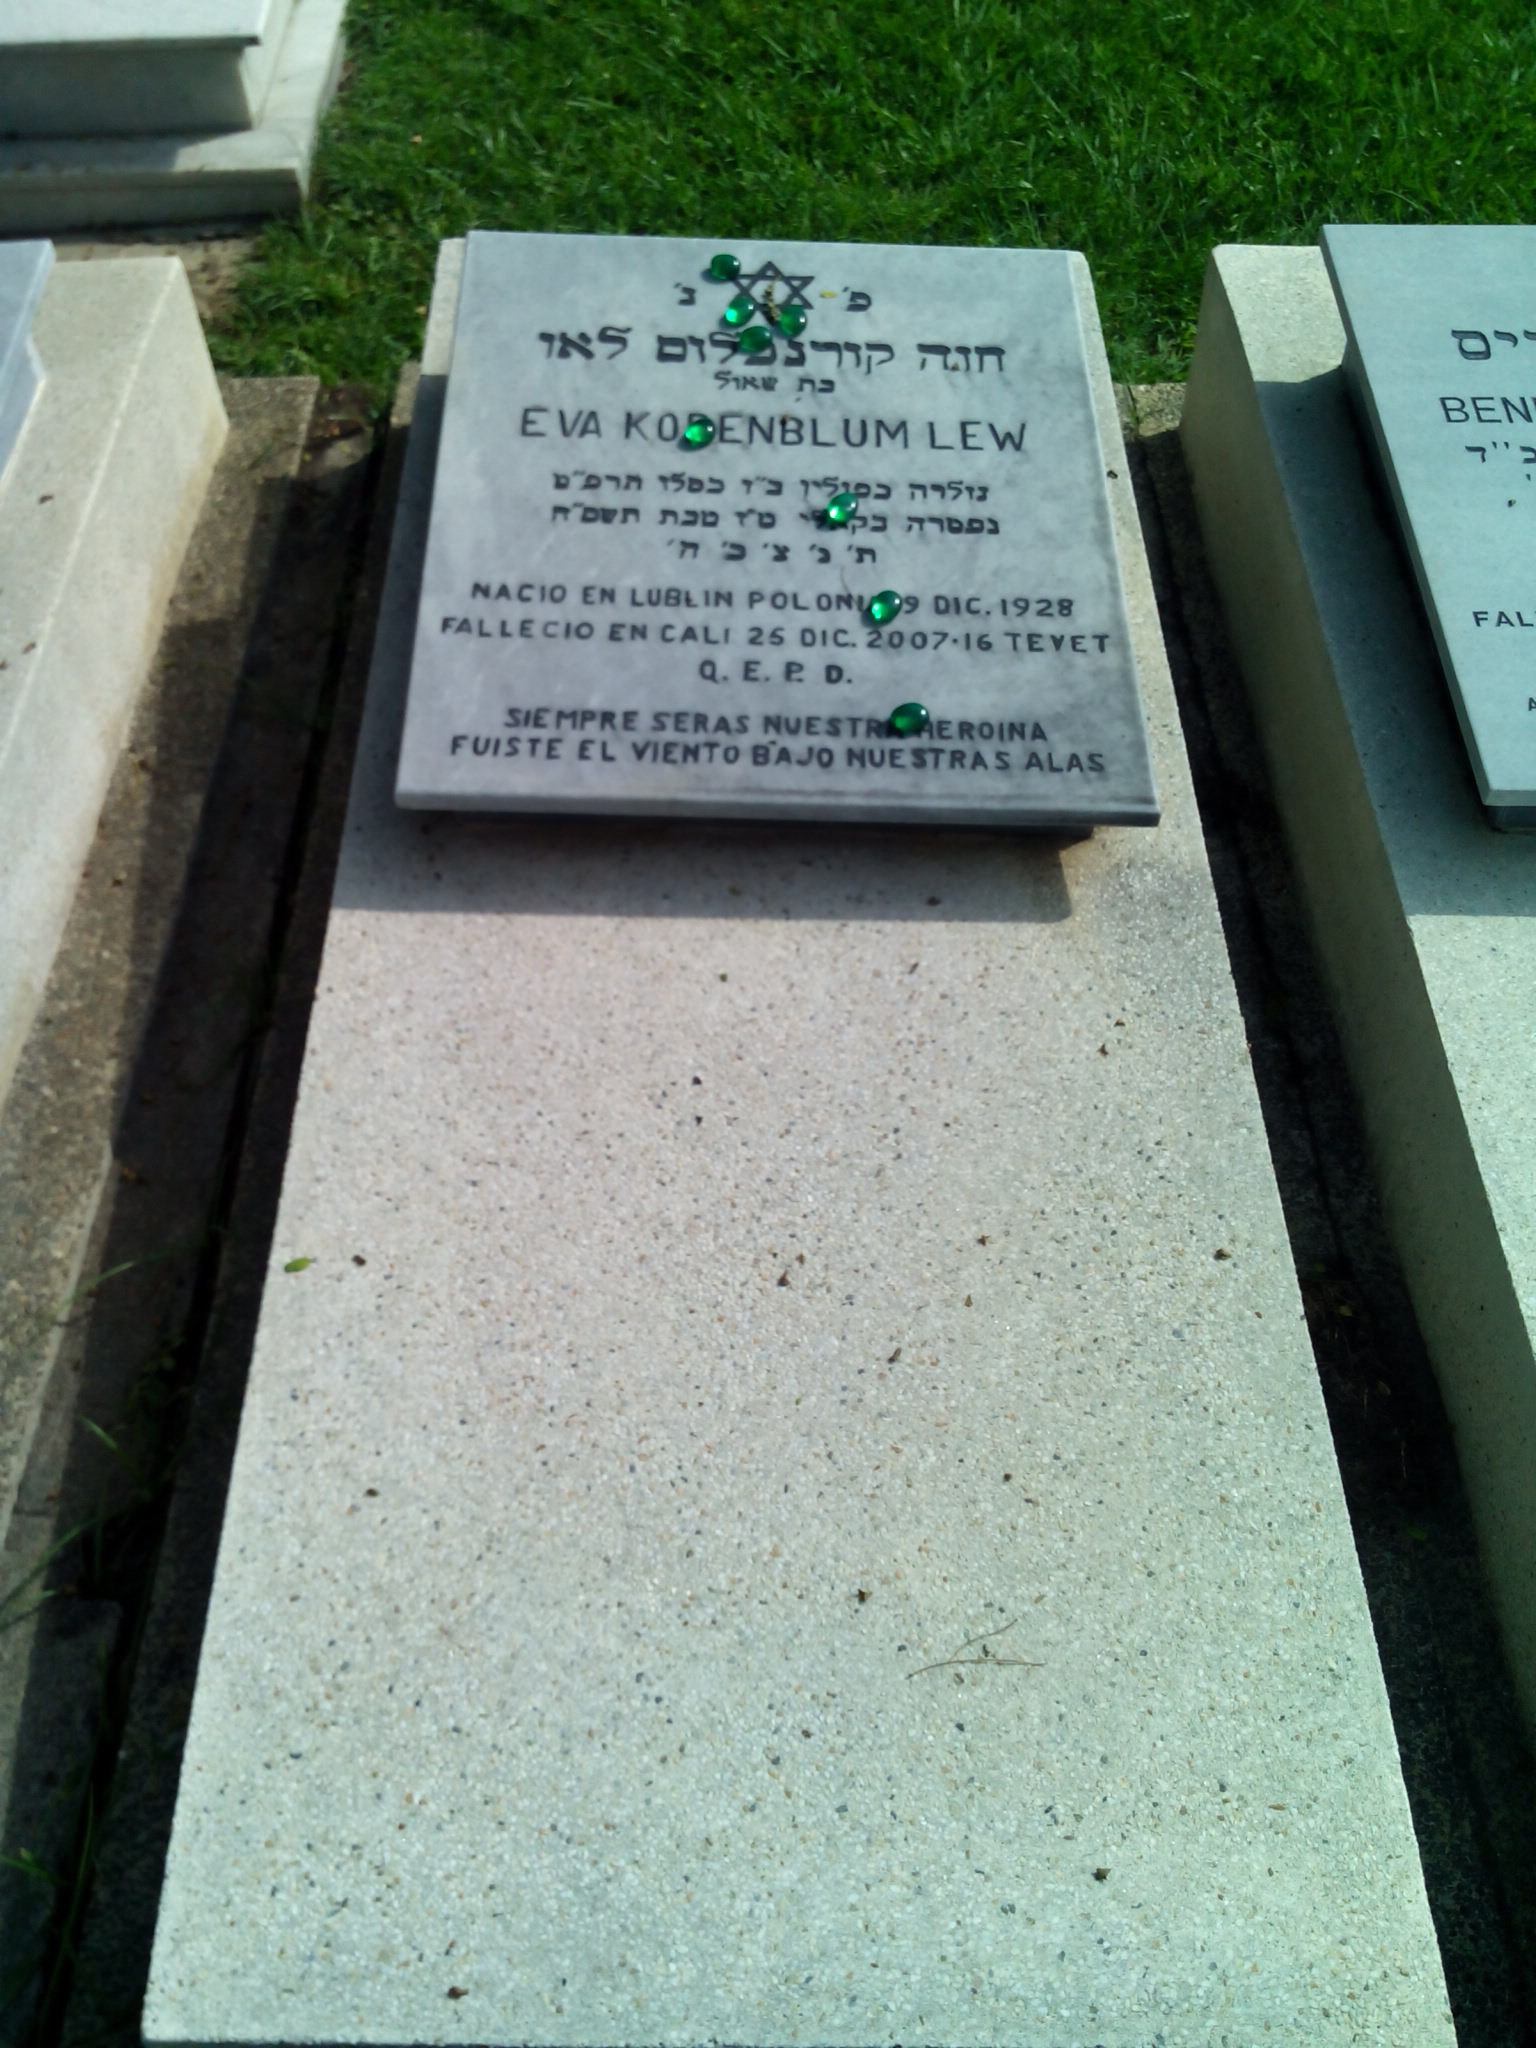 פ׳ נ׳
חנה קורנבלום לאו
בת שאול
EVA KORENBLUM LEW
נולדה בפולין כ״ז כסלו תרפ״ט
נפטרה בקאלי ט״ז טבת תשס״ח
ת׳ נ׳ צ׳ ב׳ ה׳
NACIO EN LUBLIN POLONIA 9 DIC. 1928
FALLECIO EN CALI 25 DIC. 2007·16 TEVET
Q. E. P. D.
SIEMPRE SERAS NUESTRA HEROINA
FUISTE EL VIENTO BAJO NUESTRAS ALAS